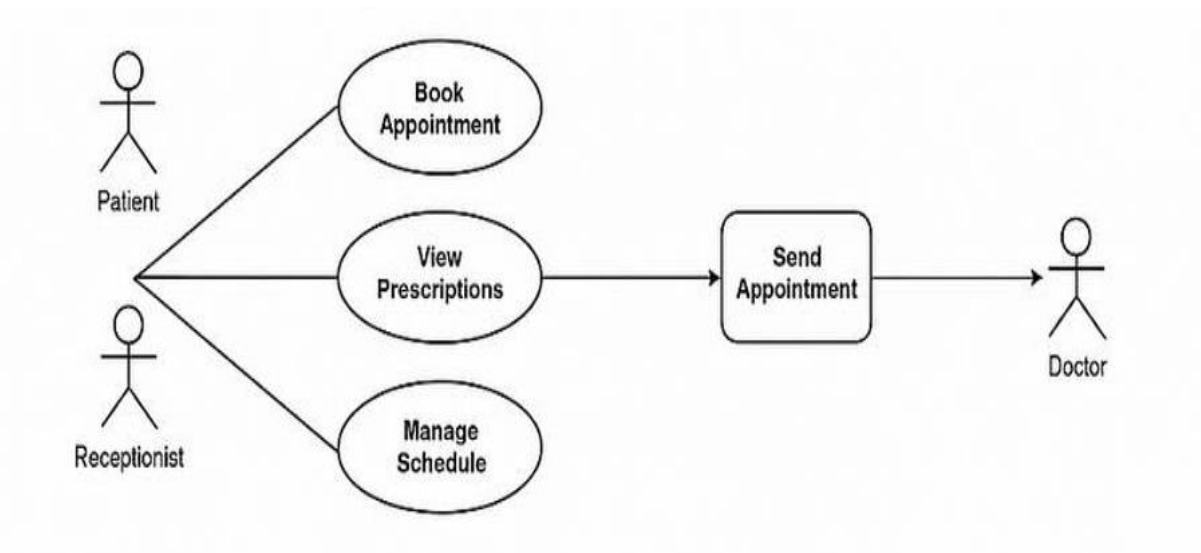 Patient
Receptionist
Book
Appointment
View
Prescriptions
Manage
Schedule
Send
Appointment
Doctor